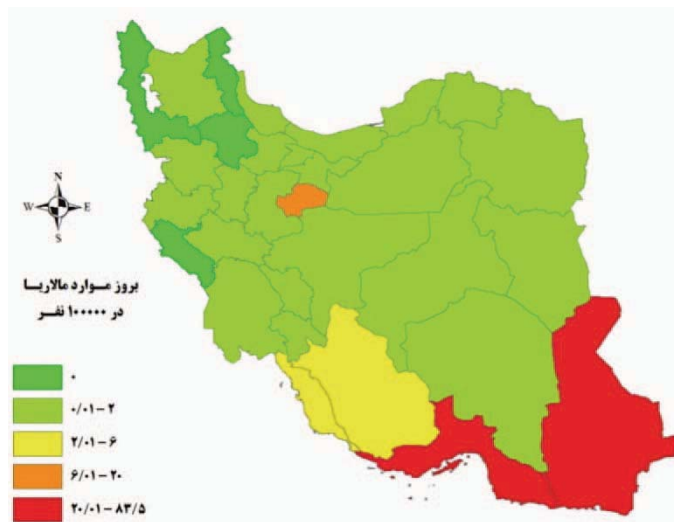 N
W E
S
بروز موارد مالاریا
در ۱۰۰۰۰۰ نفر
۰
۰/۰۱ – ۲
۲/۰۱ – ۶
۶/۰۱ – ۲۰
۲۰/۰۱ – ۸۳/۵